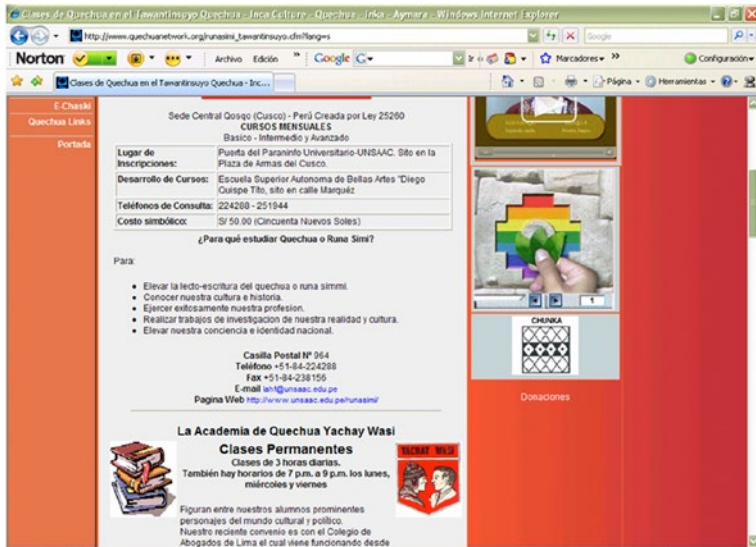 Clases de Quechua en el Tawantinsuyo Quechua - Inca Culture - Quechua - Inka - Aymara - Windows Internet Explorer
http://www.quechuanetwork.org/runasimi_tawantinsuyo.cfm?lang=s
Google
Norton
Archivo Edición »
Google
Marcadores
Configuración
Clases de Quechua en el Tawantinsuyo Quechua - Inc...
Página
Herramientas
E-Chaski
Quechua Links
Portada
Sede Central Qosqo (Cusco) - Perú Creada por Ley 25260
CURSOS MENSUALES
Basico - Intermedio y Avanzado
Lugar de Inscripciones: Puerta del Paraninfo Universitario-UNSAAC. Sito en la
Plaza de Armas del Cusco.
Desarrollo de Cursos: Escuela Superior Autonoma de Bellas Artes "Diego
Quispe Tito, sito en calle Marquéz
Teléfonos de Consulta: 224288 - 251944
Costo simbólico: S/ 50.00 (Cincuenta Nuevos Soles)
¿Para qué estudiar Quechua o Runa Simi?
Para:
Elevar la lecto-escritura del quechua o runa simmi.
Conocer nuestra cultura e historia.
Ejercer exitosamente nuestra profesion.
Realizar trabajos de investigacion de nuestra realidad y cultura.
Elevar nuestra conciencia e identidad nacional.
Casilla Postal Nº 964
Teléfono +51-84-224288
Fax +51-84-238156
E-mail iahf@unsaac.edu.pe
Pagina Web http://www.unsaac.edu.pe/runasimi/
La Academia de Quechua Yachay Wasi
Clases Permanentes
Clases de 3 horas diarias.
También hay horarios de 7 p.m. a 9 p.m. los lunes,
miércoles y viernes
YACHAY WASI
Figuran entre nuestros alumnos prominentes
personajes del mundo cultural y político.
Nuestro reciente convenio es con el Colegio de
Abogados de Lima el cual viene funcionando desde
1
CHUNKA
Donaciones